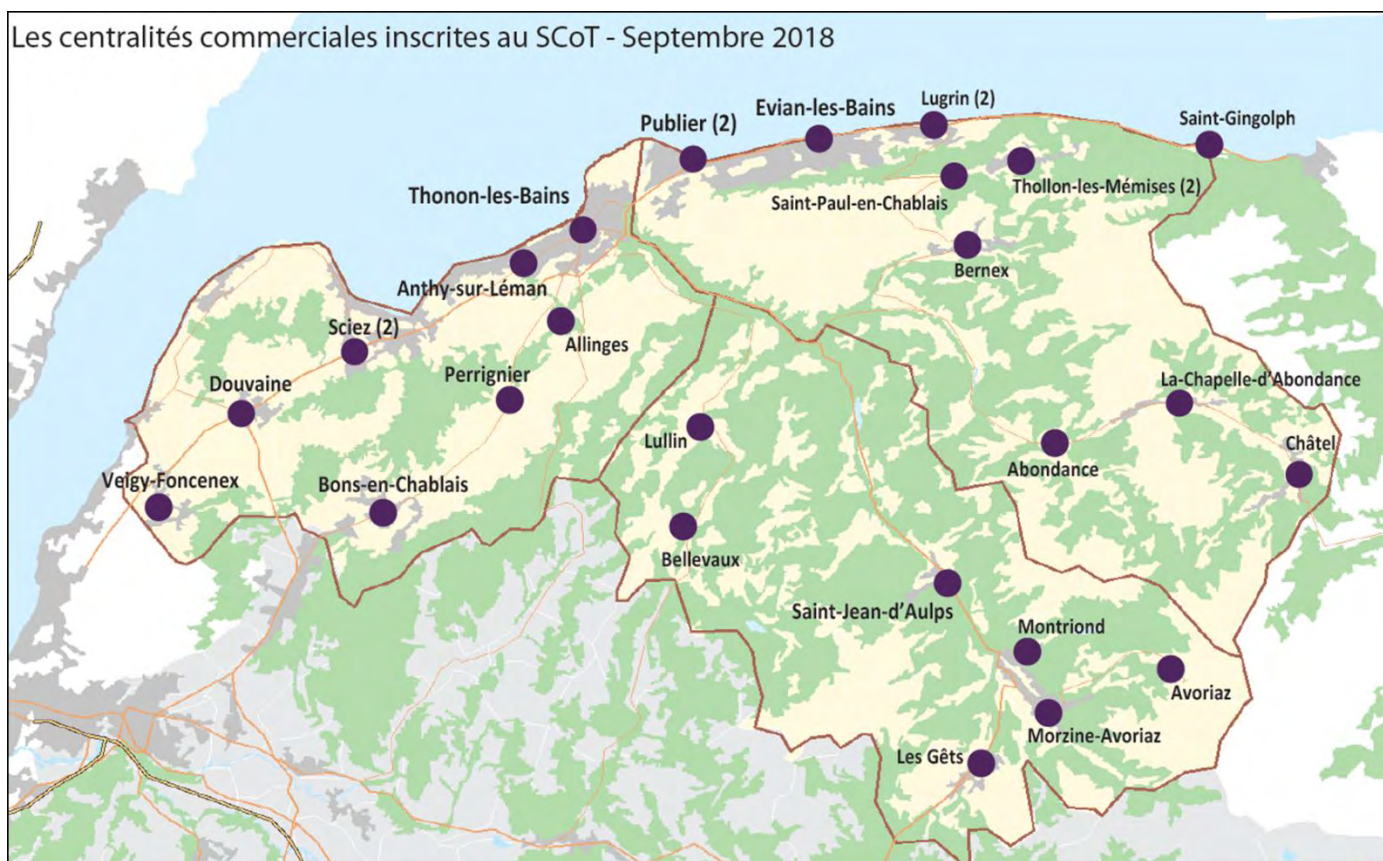 Les centralités commerciales inscrites au SCoT - Septembre 2018
Lugrin (2)
Evian-les-Bains
Publier (2)
Saint-Gingolph
Thonon-les-Bains
Thollon-les-Mémises (2)
Saint-Paul-en-Chablais
Bernex
Anthy-sur-Léman
Sciez (2)
Allinges
Perrignier
Douvaine
La-Chapelle-d'Abondance
Lullin
Châtel
Abondance
Veigy-Foncenex
Bons-en-Chablais
Bellevaux
Saint-Jean-d'Aulps
Montriond
Avoriaz
Morzine-Avoriaz
Les Gêts